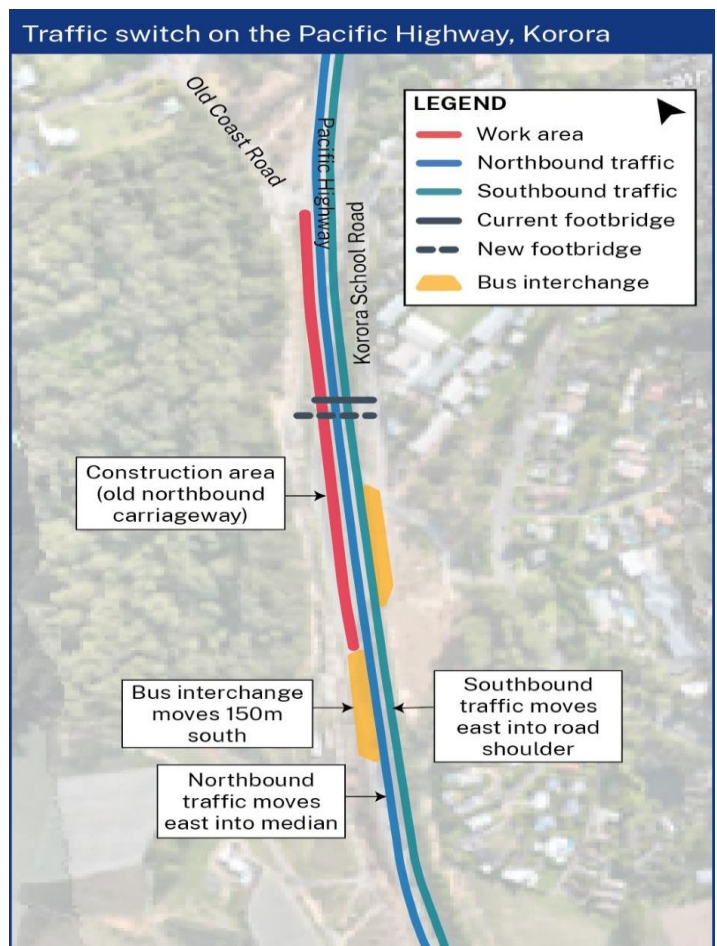 Traffic switch on the Pacific Highway, Korora
Old Coast Road
Pacific Highway
Korora School Road
LEGEND
Work area
Northbound traffic
Southbound traffic
Current footbridge
New footbridge
Bus interchange
Construction area
(old northbound
carriageway)
Bus interchange
moves 150m
south
Southbound
traffic moves
east into road
shoulder
Northbound
traffic moves
east into median